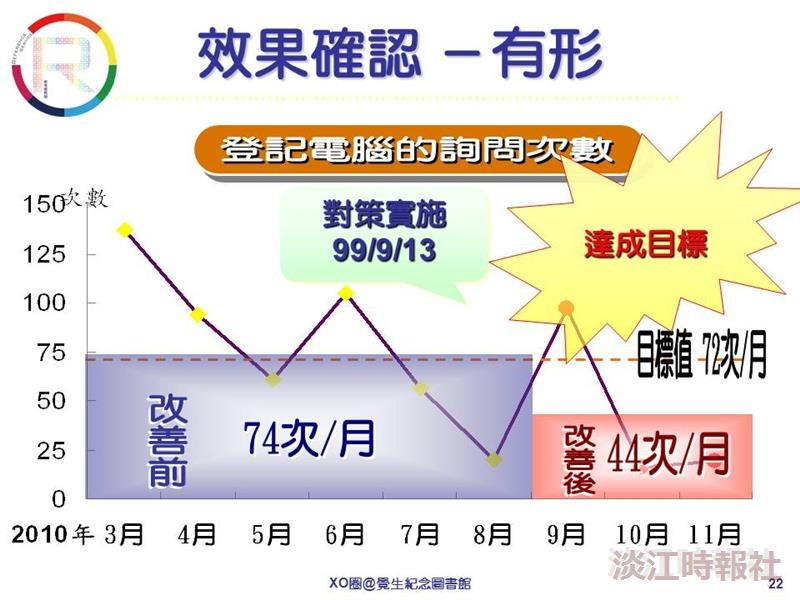 REFERENCE SERVICE
R
效果確認 －有形
登記電腦的詢問次數
次數
對策實施
99/9/13
達成目標
目標值 72次/月
150
125
100
75
50
25
0
改善前
74次/月
改善後
44次/月
2010年 3月 4月 5月 6月 7月 8月 9月 10月 11月
XO圈@覺生紀念圖書館
22
淡江時報社